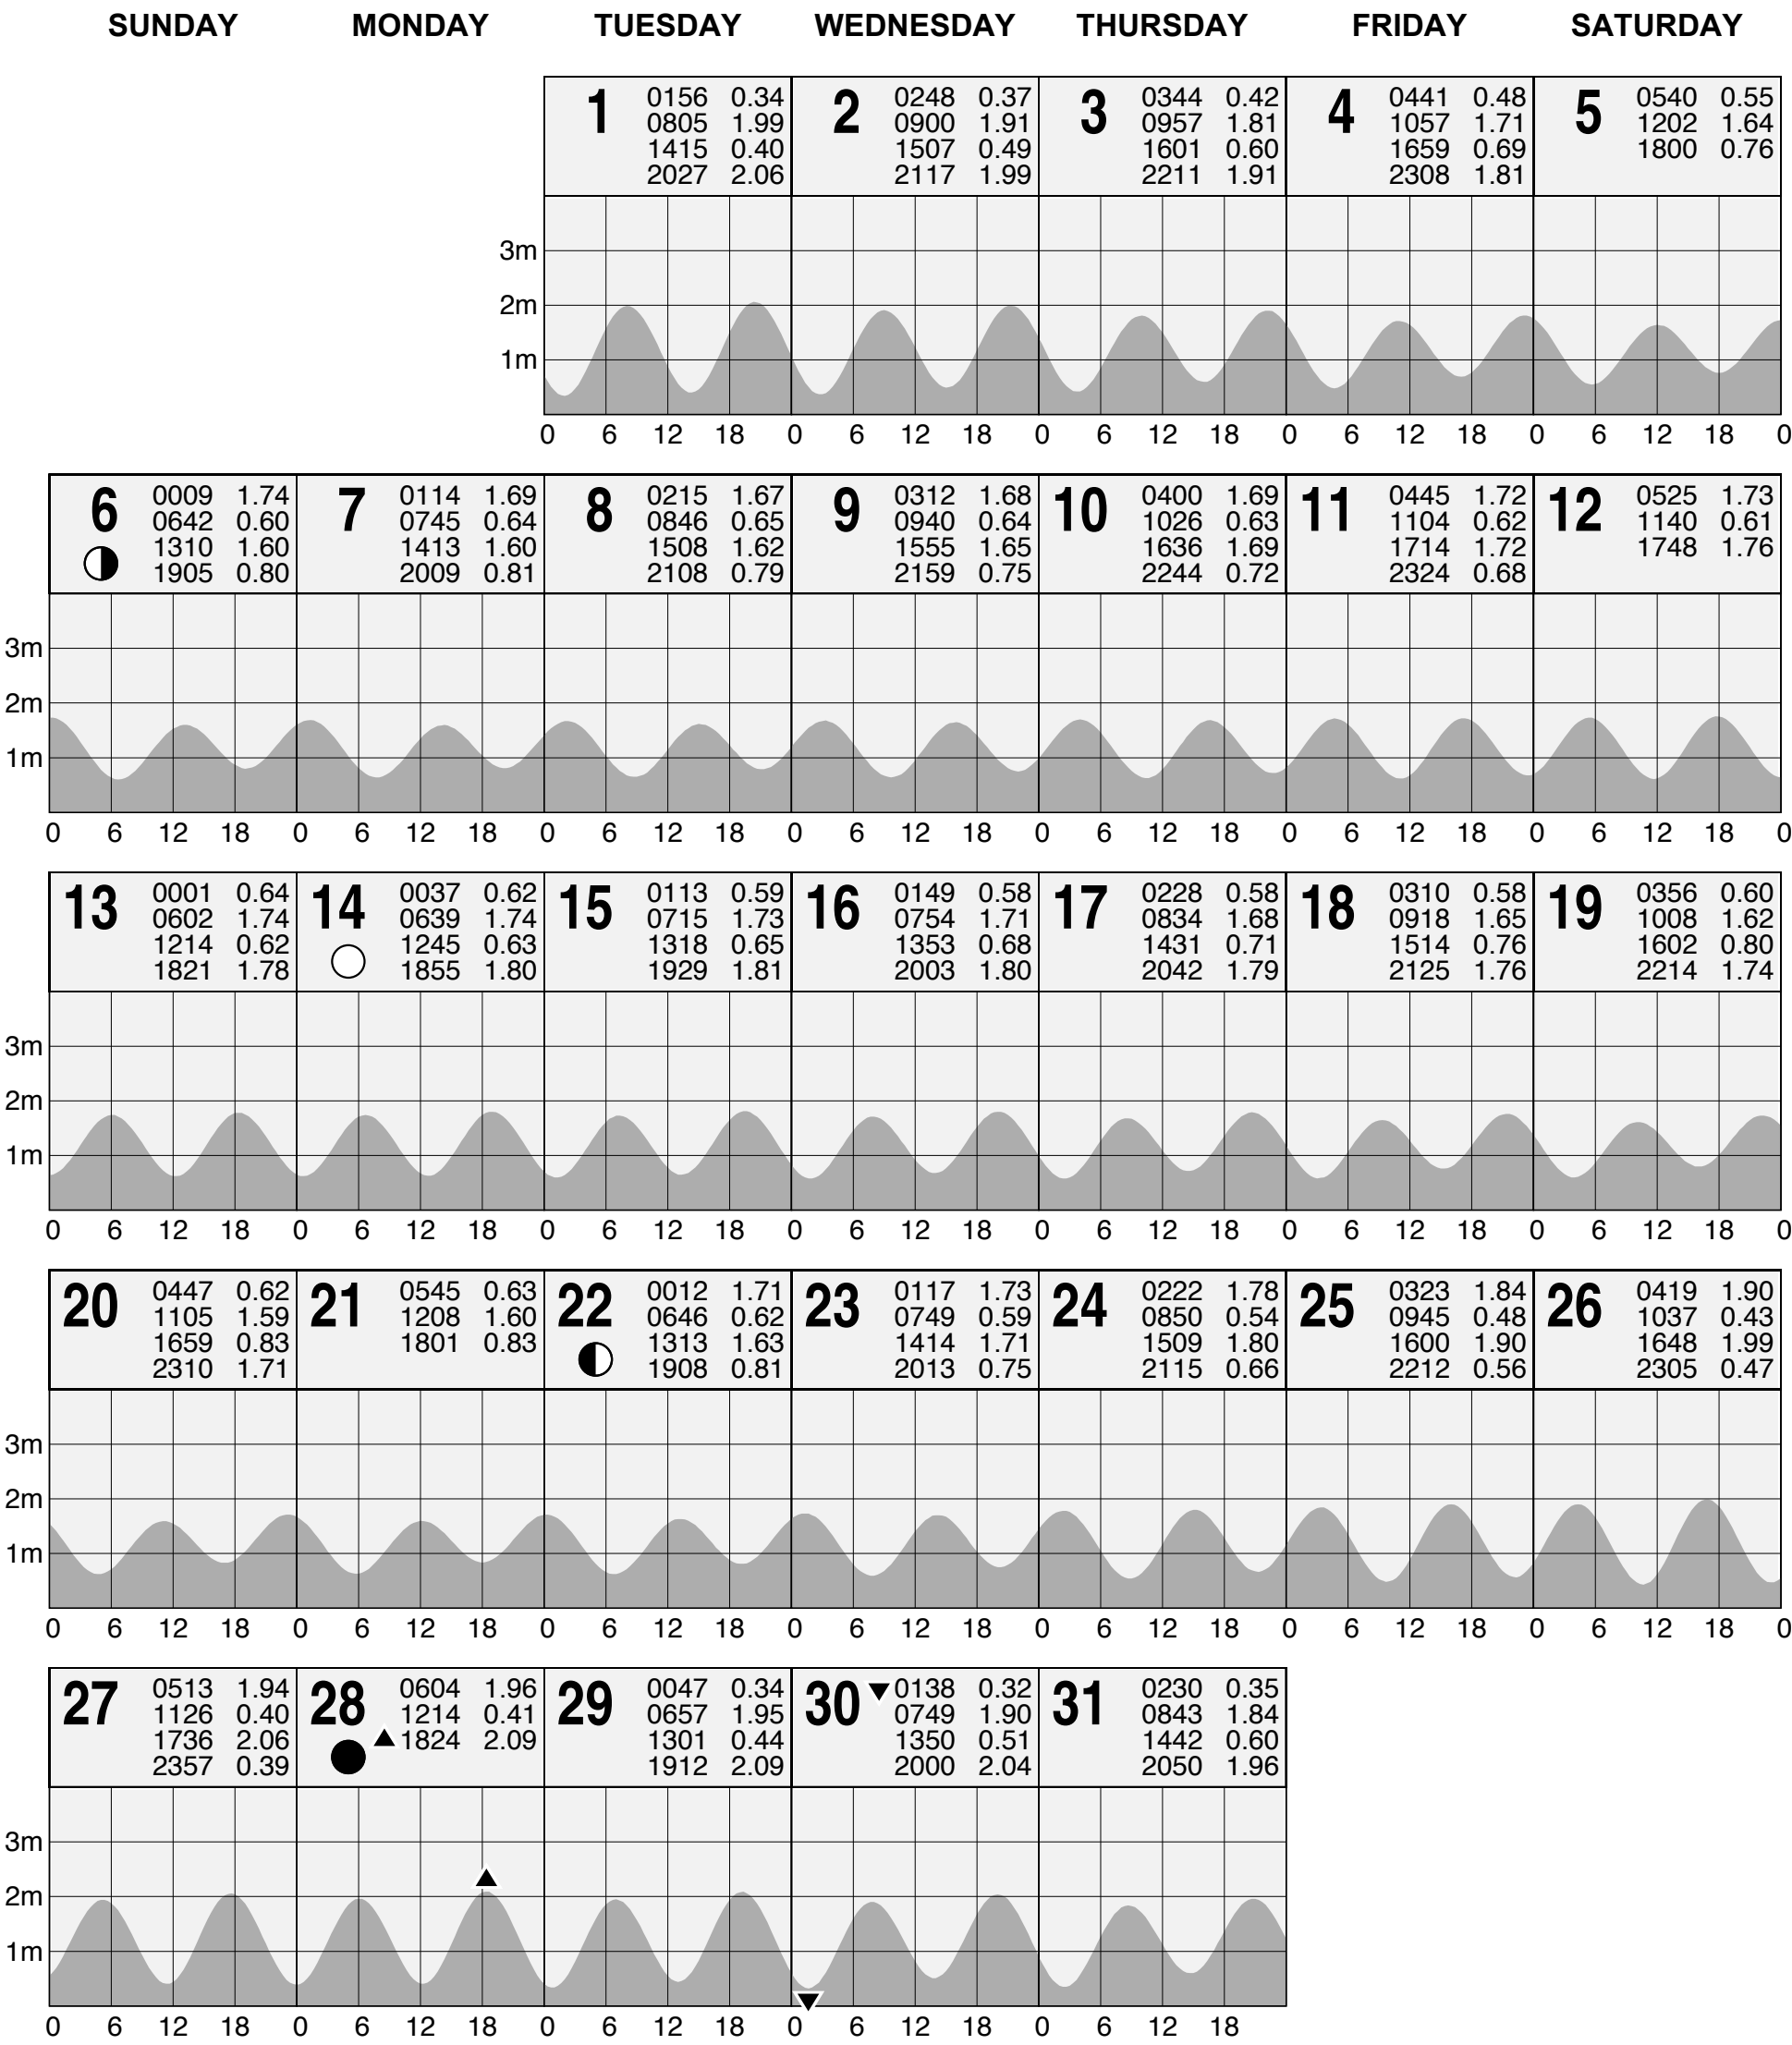 SUNDAY MONDAY TUESDAY WEDNESDAY THURSDAY FRIDAY SATURDAY
1 0156 0.34
0805 1.99
1415 0.40
2027 2.06
2 0248 0.37
0900 1.91
1507 0.49
2117 1.99
3 0344 0.42
0957 1.81
1601 0.60
2211 1.91
4 0441 0.48
1057 1.71
1659 0.69
2308 1.81
5 0540 0.55
1202 1.64
1800 0.76
3m
2m
1m
0 6 12 18 0 6 12 18 0 6 12 18 0 6 12 18 0 6 12 18 0
6 0009 1.74
0642 0.60
1310 1.60
1905 0.80
7 0114 1.69
0745 0.64
1413 1.60
2009 0.81
8 0215 1.67
0846 0.65
1508 1.62
2108 0.79
9 0312 1.68
0940 0.64
1555 1.65
2159 0.75
10 0400 1.69
1026 0.63
1636 1.69
2244 0.72
11 0445 1.72
1104 0.62
1714 1.72
2324 0.68
12 0525 1.73
1140 0.61
1748 1.76
3m
2m
1m
0 6 12 18 0 6 12 18 0 6 12 18 0 6 12 18 0 6 12 18 0 6 12 18 0 6 12 18 0
13 0001 0.64
0602 1.74
1214 0.62
1821 1.78
14 0037 0.62
0639 1.74
1245 0.63
1855 1.80
15 0113 0.59
0715 1.73
1318 0.65
1929 1.81
16 0149 0.58
0754 1.71
1353 0.68
2003 1.80
17 0228 0.58
0834 1.68
1431 0.71
2042 1.79
18 0310 0.58
0918 1.65
1514 0.76
2125 1.76
19 0356 0.60
1008 1.62
1602 0.80
2214 1.74
3m
2m
1m
0 6 12 18 0 6 12 18 0 6 12 18 0 6 12 18 0 6 12 18 0 6 12 18 0 6 12 18 0
20 0447 0.62
1105 1.59
1659 0.83
2310 1.71
21 0545 0.63
1208 1.60
1801 0.83
22 0012 1.71
0646 0.62
1313 1.63
1908 0.81
23 0117 1.73
0749 0.59
1414 1.71
2013 0.75
24 0222 1.78
0850 0.54
1509 1.80
2115 0.66
25 0323 1.84
0945 0.48
1600 1.90
2212 0.56
26 0419 1.90
1037 0.43
1648 1.99
2305 0.47
3m
2m
1m
0 6 12 18 0 6 12 18 0 6 12 18 0 6 12 18 0 6 12 18 0 6 12 18 0 6 12 18 0
27 0513 1.94
1126 0.40
1736 2.06
2357 0.39
28 0604 1.96
1214 0.41
1824 2.09
29 0047 0.34
0657 1.95
1301 0.44
1912 2.09
30 0138 0.32
0749 1.90
1350 0.51
2000 2.04
31 0230 0.35
0843 1.84
1442 0.60
2050 1.96
3m
2m
1m
0 6 12 18 0 6 12 18 0 6 12 18 0 6 12 18 0 6 12 18